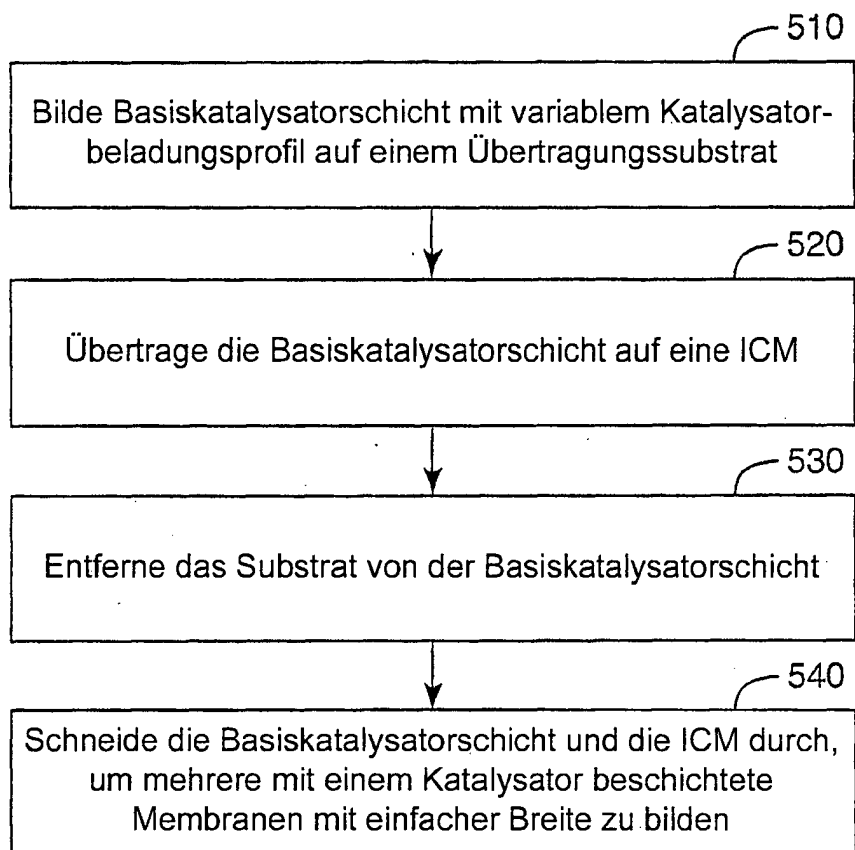 510
Bilde Basiskatalysatorschicht mit variablem Katalysator-
beladungsprofil auf einem Übertragungssubstrat
520
Übertrage die Basiskatalysatorschicht auf eine ICM
530
Entferne das Substrat von der Basiskatalysatorschicht
540
Schneide die Basiskatalysatorschicht und die ICM durch,
um mehrere mit einem Katalysator beschichtete
Membranen mit einfacher Breite zu bilden